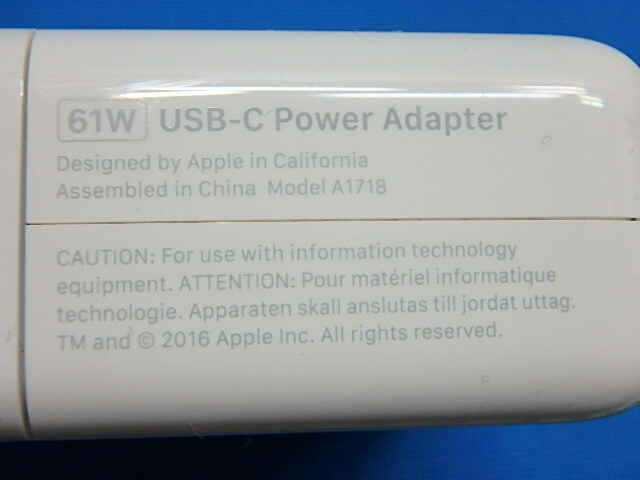 61W USB-C Power Adapter
Designed by Apple in California
Assembled in China Model A1718
CAUTION: For use with information technology
equipment. ATTENTION: Pour matériel informatique
technologie. Apparaten skall anslutas till jordat uttag.
TM and © 2016 Apple Inc. All rights reserved.